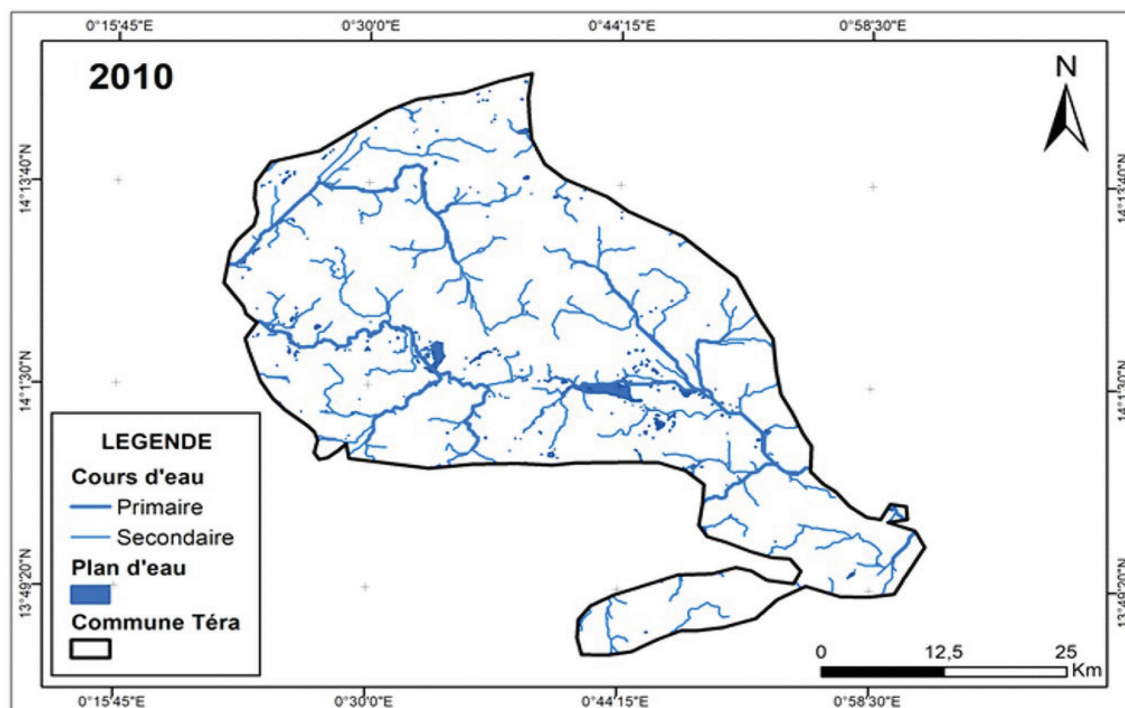 0°15'45"E 0°30'0"E 0°44'15"E 0°58'30"E
2010
N
14°13'40"N
14°13'40"N
14°1'30"N
14°1'30"N
13°49'20"N
13°49'20"N
LEGENDE
Cours d'eau
Primaire
Secondaire
Plan d'eau
Commune Téra
0 12,5 25
Km
0°15'45"E 0°30'0"E 0°44'15"E 0°58'30"E